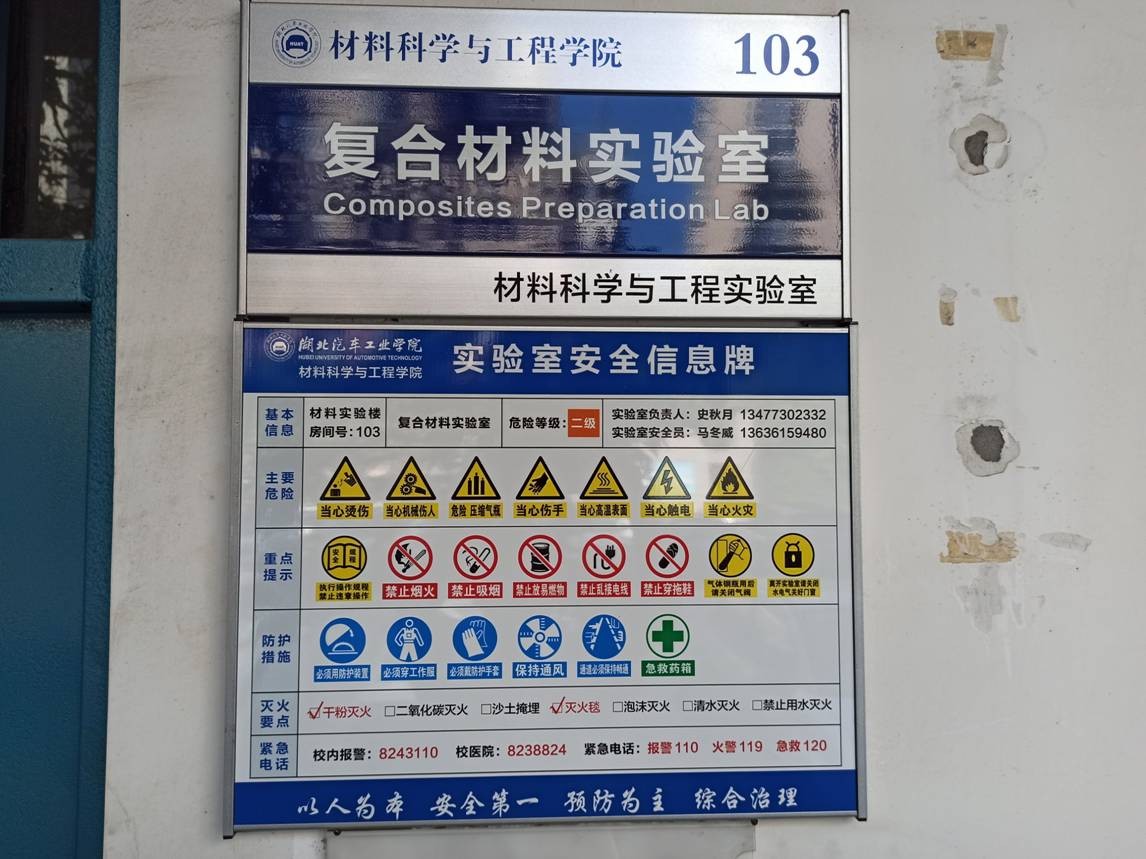 材料科学与工程学院
103
复合材料实验室
Composites Preparation Lab
材料科学与工程实验室
湖北汽车工业学院
HUBEI UNIVERSITY OF AUTOMOTIVE TECHNOLOGY
材料科学与工程学院
实验室安全信息牌
基本
信息
材料实验楼
房间号:103
复合材料实验室
危险等级:二级
实验室负责人: 史秋月 13477302332
实验室安全员: 马冬威 13636159480
主要
危险
当心烫伤
当心机械伤人
危险 压缩气瓶
当心伤手
当心高温表面
当心触电
当心火灾
重点
提示
安全 规程
执行操作规程
禁止违章操作
禁止烟火
禁止吸烟
禁止放易燃物
禁止乱接电线
禁止穿拖鞋
气体钢瓶用后
请关闭气阀
离开实验室请关闭
水电气关好门窗
防护
措施
必须用防护装置
必须穿工作服
必须戴防护手套
保持通风
通道必须保持畅通
急救药箱
灭火
要点
☑干粉灭火 □二氧化碳灭火 □沙土掩埋 ☑灭火毯 □泡沫灭火 □清水灭火 □禁止用水灭火
紧急
电话
校内报警: 8243110 校医院: 8238824 紧急电话: 报警110 火警119 急救120
以人为本 安全第一 预防为主 综合治理